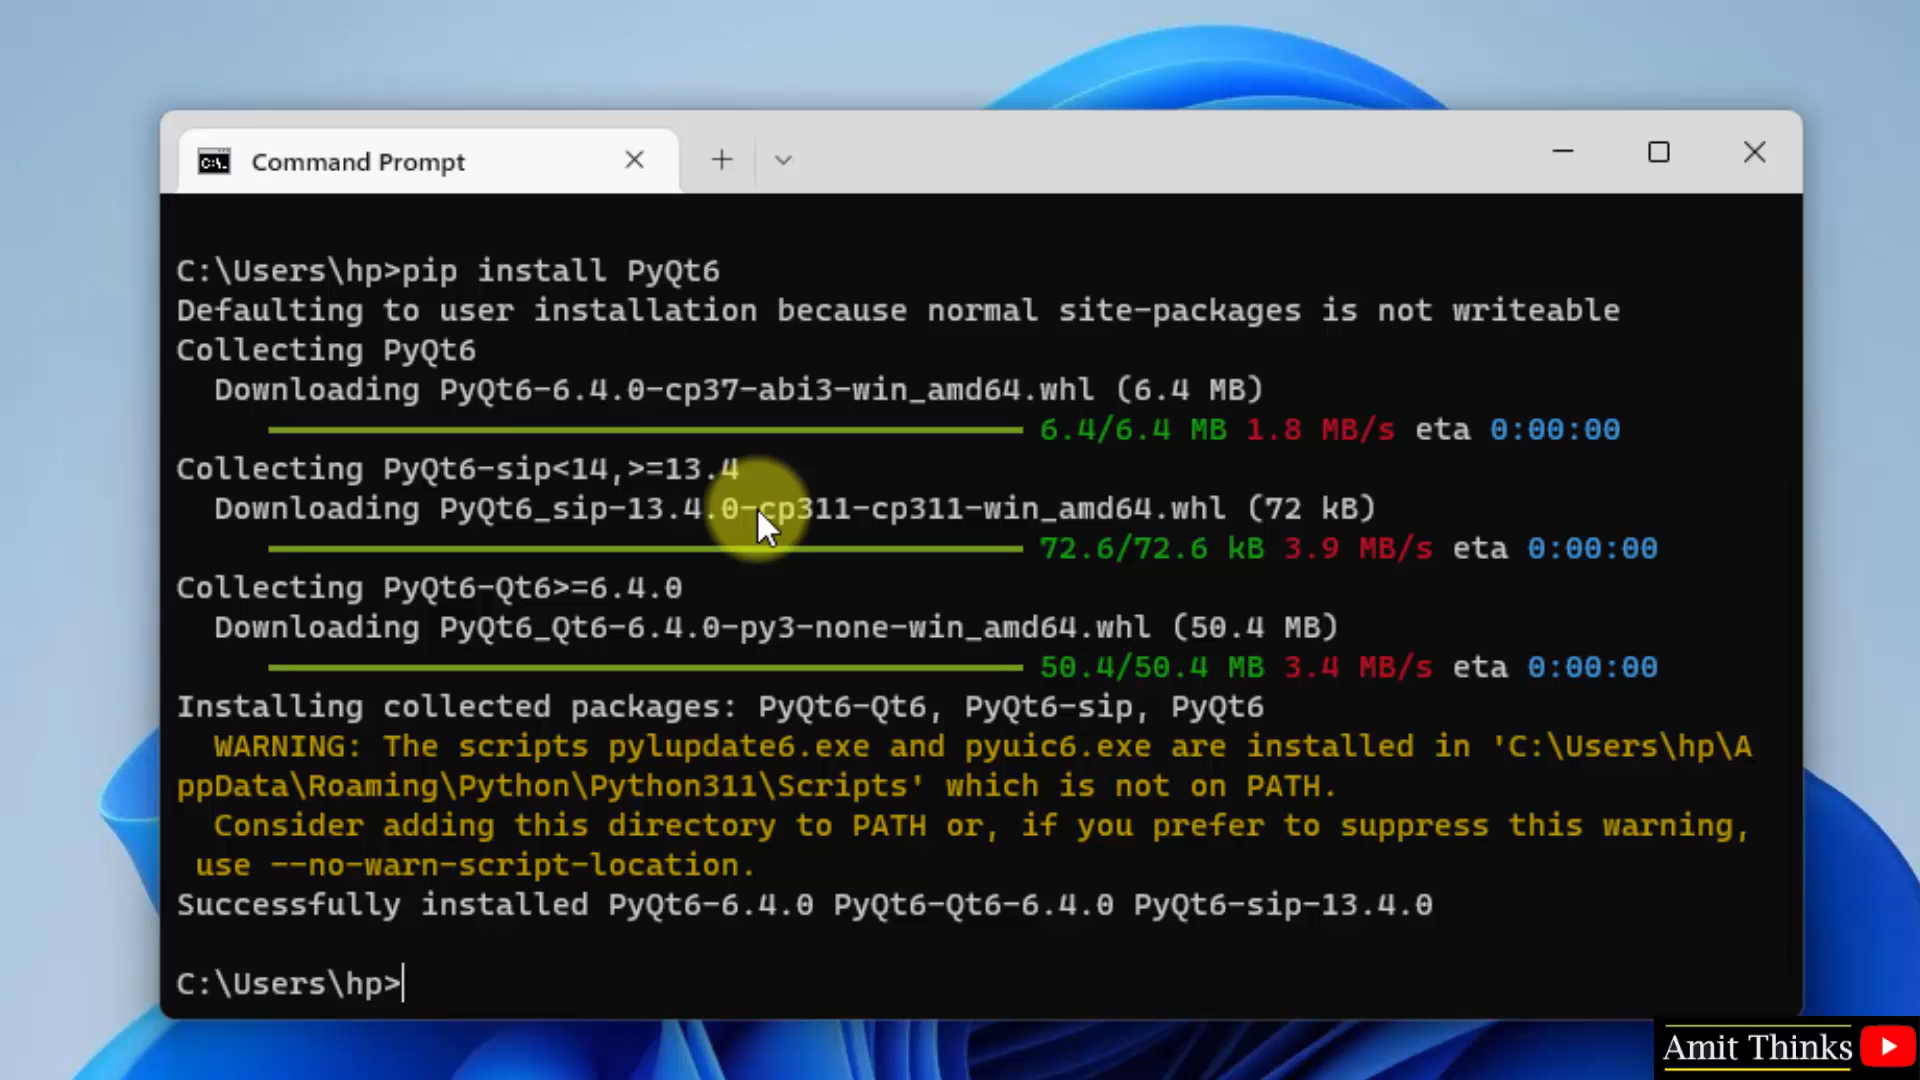 C:\.
Command Prompt
C:\Users\hp>pip install PyQt6
Defaulting to user installation because normal site-packages is not writeable
Collecting PyQt6
  Downloading PyQt6-6.4.0-cp37-abi3-win_amd64.whl (6.4 MB)
6.4/6.4 MB 1.8 MB/s eta 0:00:00
Collecting PyQt6-sip<14,>=13.4
  Downloading PyQt6_sip-13.4.0-cp311-cp311-win_amd64.whl (72 kB)
72.6/72.6 kB 3.9 MB/s eta 0:00:00
Collecting PyQt6-Qt6>=6.4.0
  Downloading PyQt6_Qt6-6.4.0-py3-none-win_amd64.whl (50.4 MB)
50.4/50.4 MB 3.4 MB/s eta 0:00:00
Installing collected packages: PyQt6-Qt6, PyQt6-sip, PyQt6
  WARNING: The scripts pylupdate6.exe and pyuic6.exe are installed in 'C:\Users\hp\A
ppData\Roaming\Python\Python311\Scripts' which is not on PATH.
  Consider adding this directory to PATH or, if you prefer to suppress this warning,
 use --no-warn-script-location.
Successfully installed PyQt6-6.4.0 PyQt6-Qt6-6.4.0 PyQt6-sip-13.4.0
C:\Users\hp>
Amit Thinks